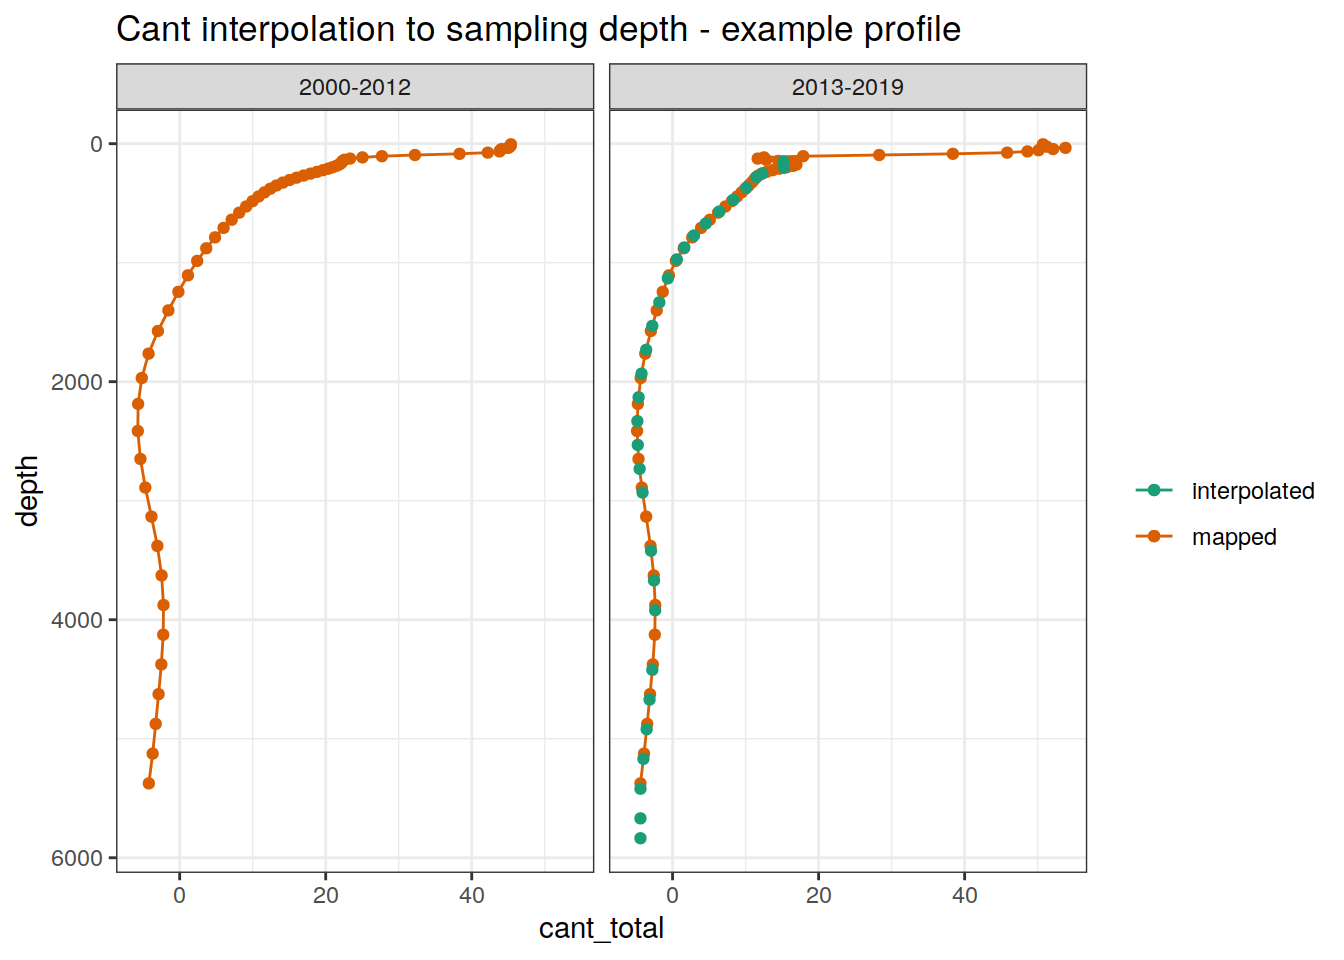 Cant interpolation to sampling depth - example profile
2000-2012
2013-2019
0
2000
4000
6000
depth
0
20
40
0
20
40
cant_total
interpolated
mapped